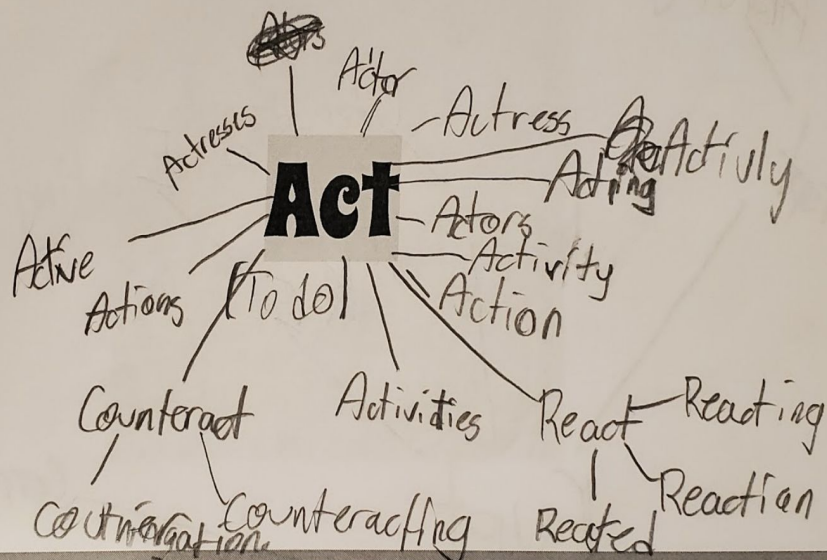 Actor
Actress
Actresses
Activly
Act
Acting
Actors
Active
Activity
Actions
[To do]
Action
Counteract
Activities
React
Reacting
Counteracting
Reaction
Reacted